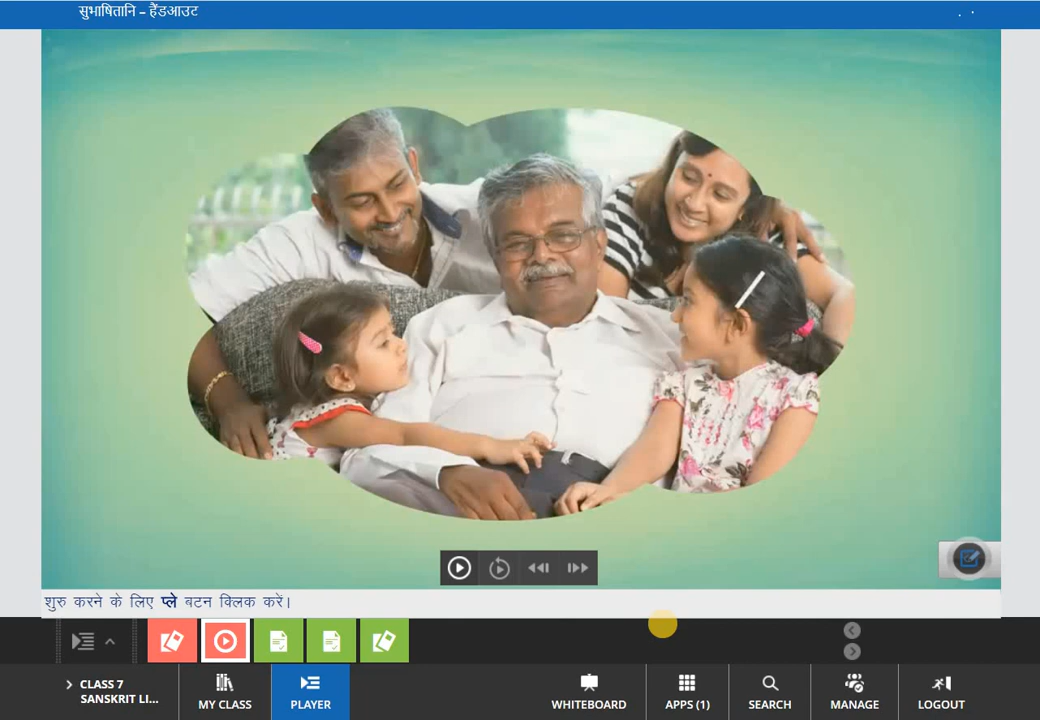 सुभाषितानि – हैंडआउट
शुरु करने के लिए प्ले बटन क्लिक करें।
CLASS 7
SANSKRIT LI...
MY CLASS
PLAYER
WHITEBOARD
APPS (1)
SEARCH
MANAGE
LOGOUT